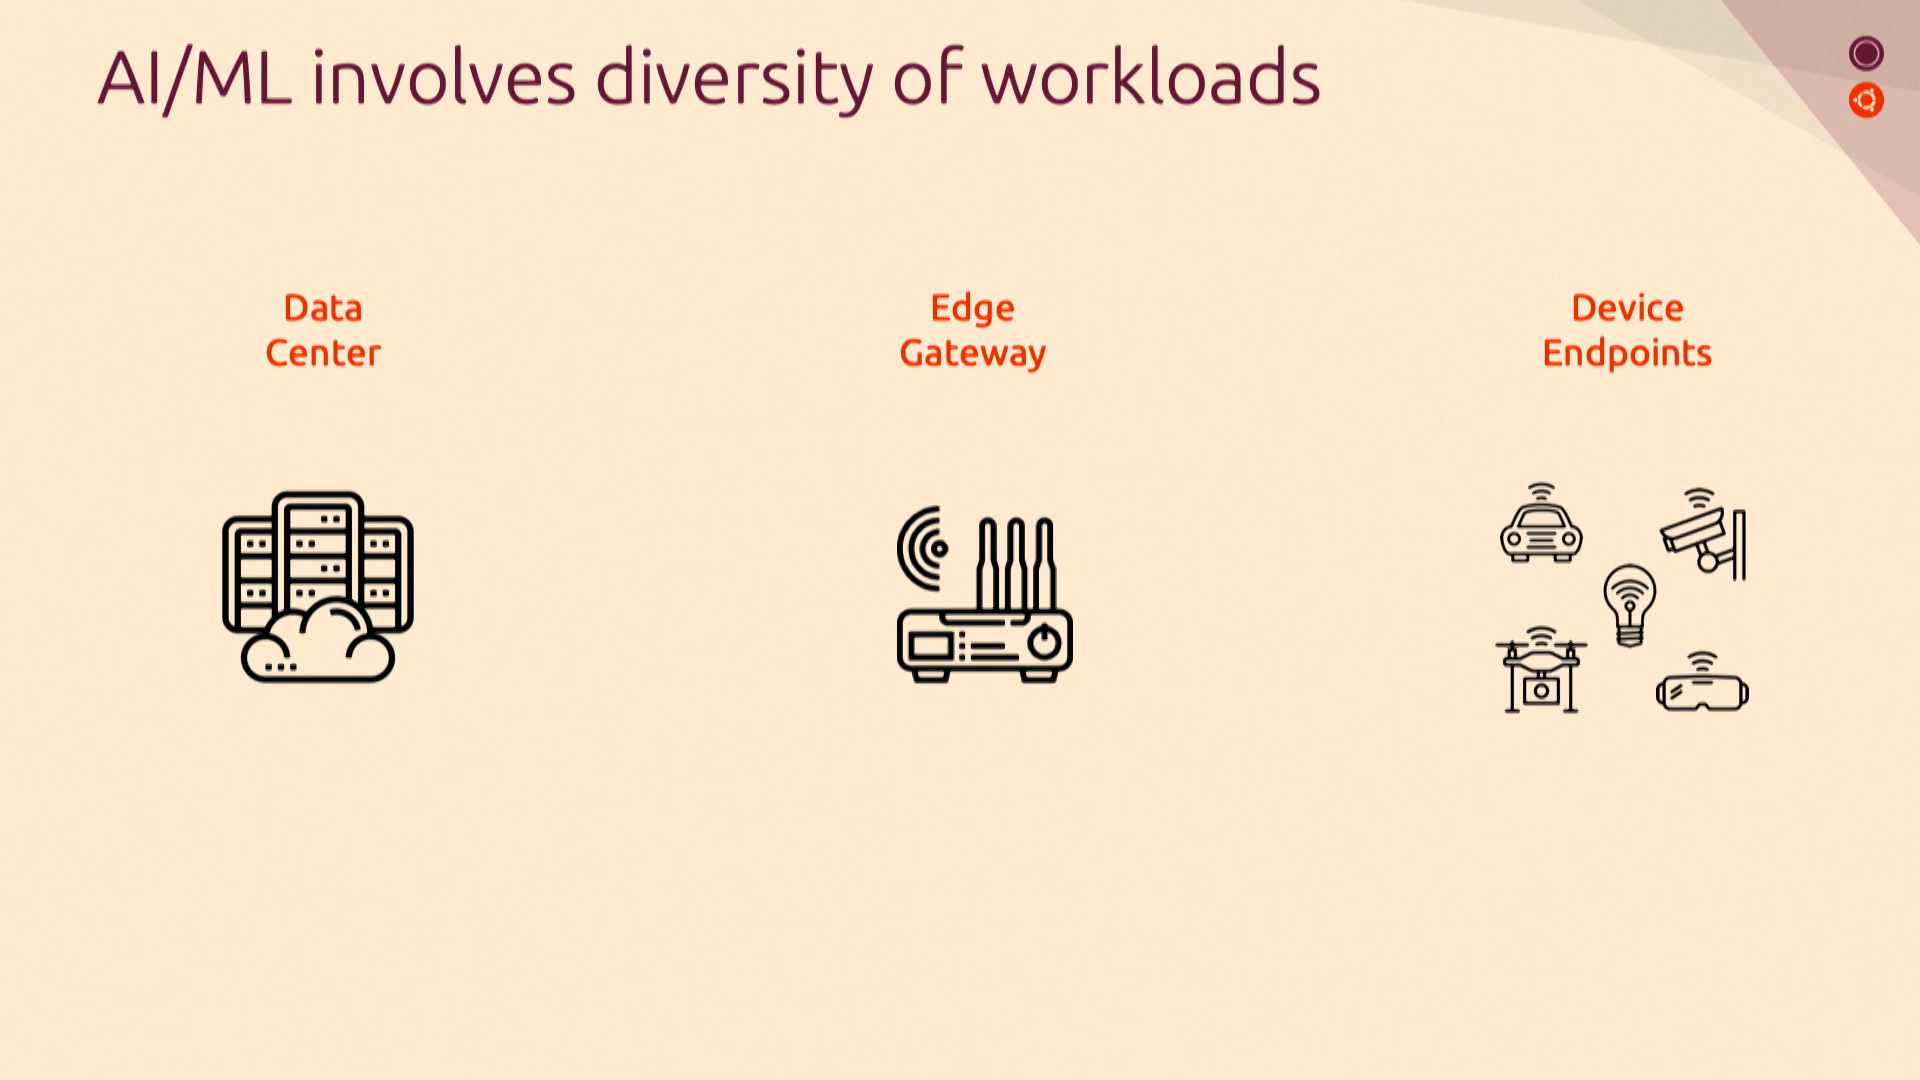 AI/ML involves diversity of workloads
Data
Center
Edge
Gateway
Device
Endpoints